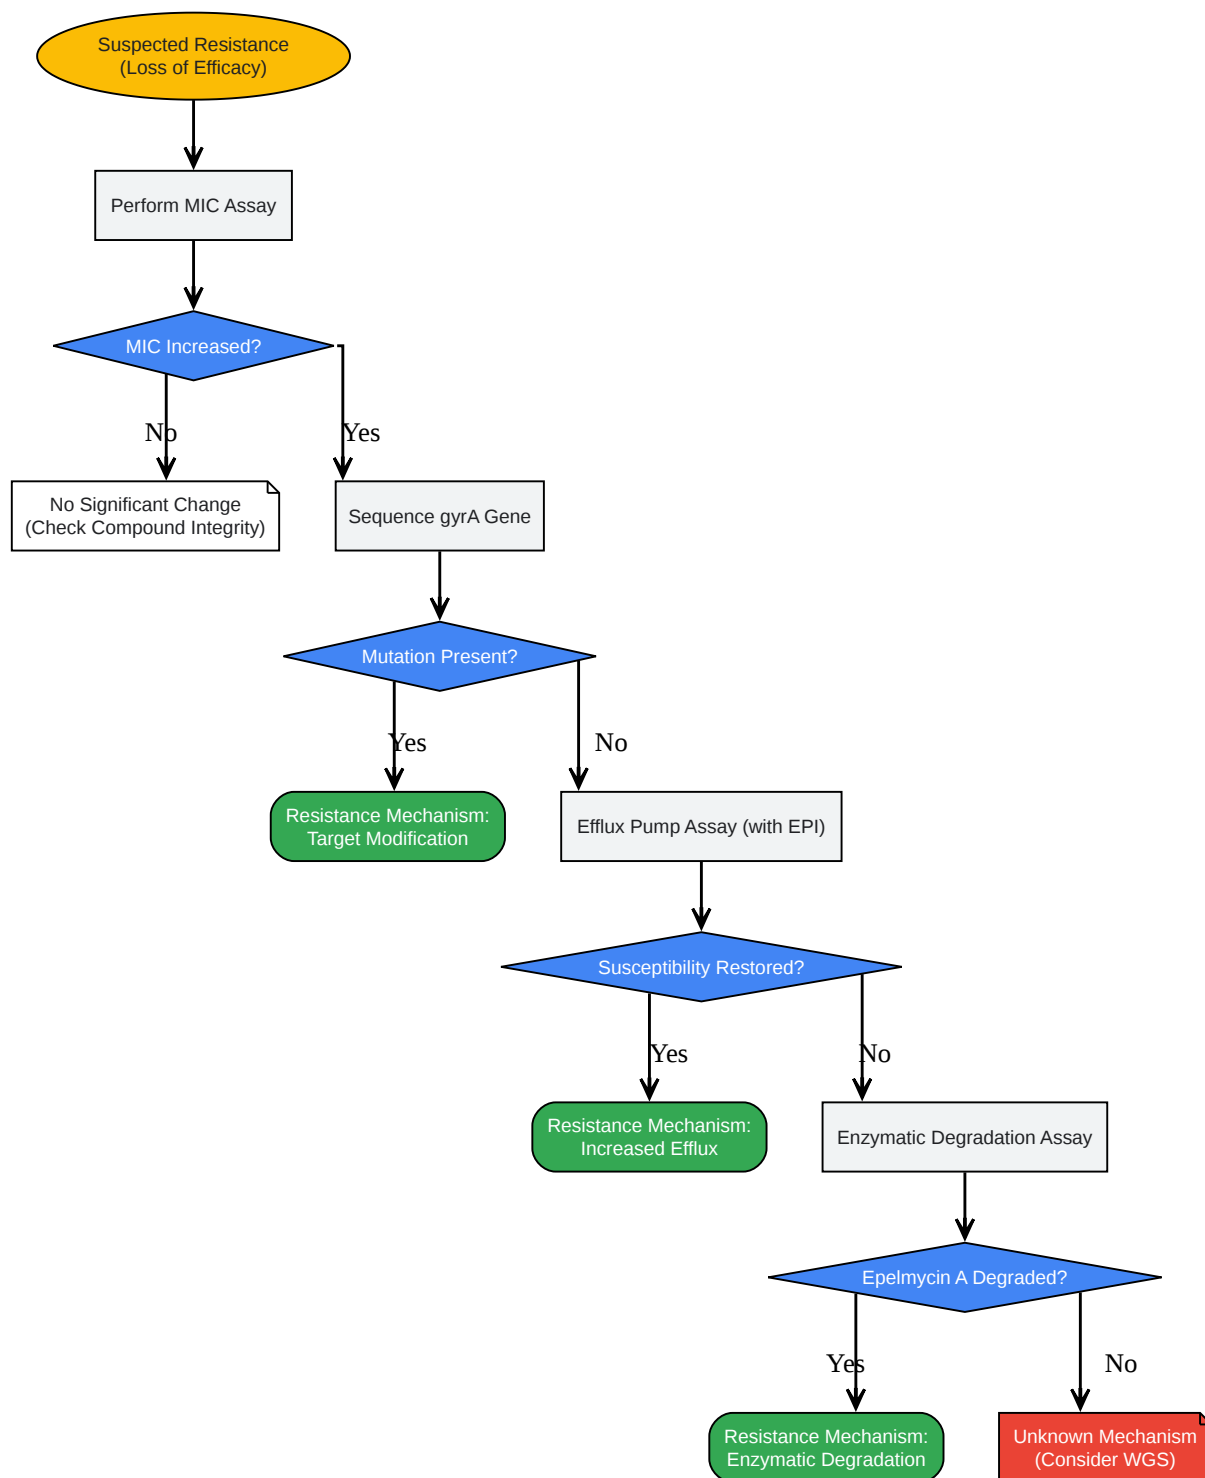 Suspected Resistance
(Loss of Efficacy)
Perform MIC Assay
MIC Increased?
No
Yes
No Significant Change
(Check Compound Integrity)
Sequence gyrA Gene
Mutation Present?
Yes
No
Resistance Mechanism:
Target Modification
Efflux Pump Assay (with EPI)
Susceptibility Restored?
Yes
No
Resistance Mechanism:
Increased Efflux
Enzymatic Degradation Assay
Epelmycin A Degraded?
Yes
No
Resistance Mechanism:
Enzymatic Degradation
Unknown Mechanism
(Consider WGS)